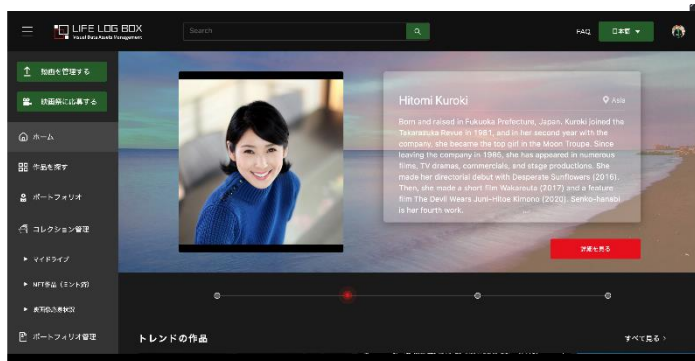 LIFE LOG BOX
Visual Data Assets Management
Search
FAQ
日本語 ▼
動画を管理する
映画祭に応募する
ホーム
作品を探す
ポートフォリオ
コレクション管理
マイドライブ
NFT作品（ミント済）
ポートフォリオ管理
Hitomi Kuroki
Asia
Born and raised in Fukuoka Prefecture, Japan. Kuroki joined the
Takarazuka Revue in 1981, and in her second year with the
company, she became the top girl in the Moon Troupe. Since
leaving the company in 1985, she has appeared in numerous
films, TV dramas, commercials, and stage productions. She
made her directorial debut with Desperate Sunflowers (2016).
Then, she made a short film Wakaresuta (2017) and a feature
film The Devil Wears Juni-Hitoe Kimono (2020). Senko-hanabi
is her fourth work.
詳細を見る
トレンドの作品
すべて見る